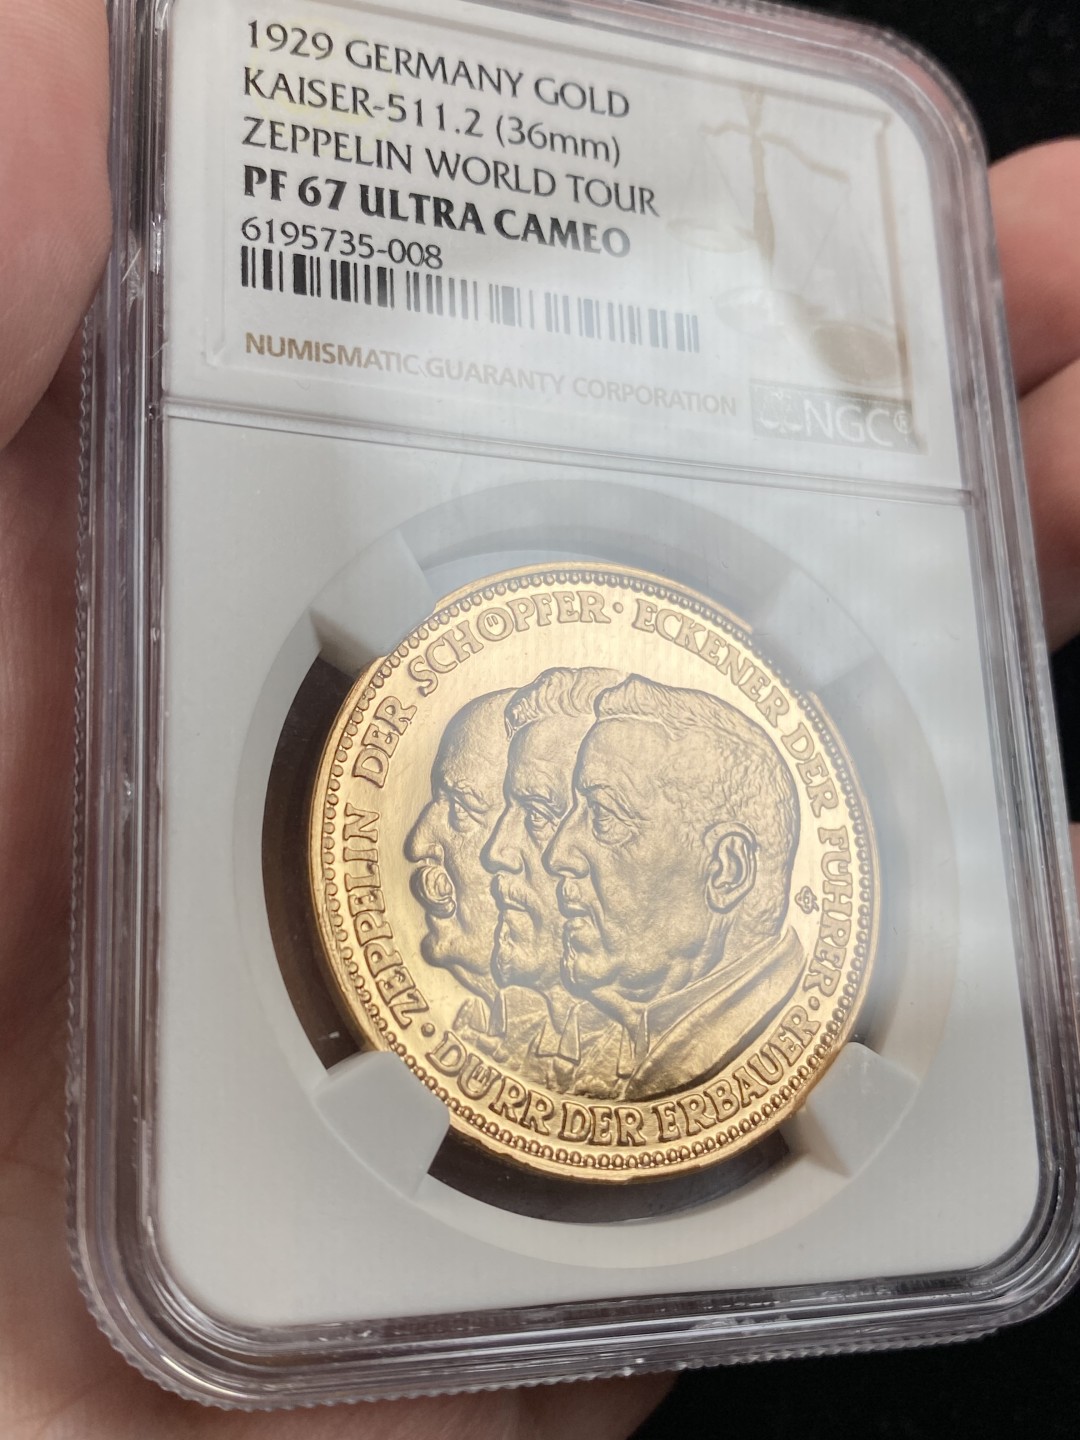 1929 GERMANY GOLD
KAISER-511.2 (36mm)
ZEPPELIN WORLD TOUR
PF 67 ULTRA CAMEO
6195735-008
NUMISMATIC GUARANTY CORPORATION
NGC®
ZEPPELIN DER SCHÖPFER · ECKENER DER FÜHRER ·
DÜRR DER ERBAUER ·